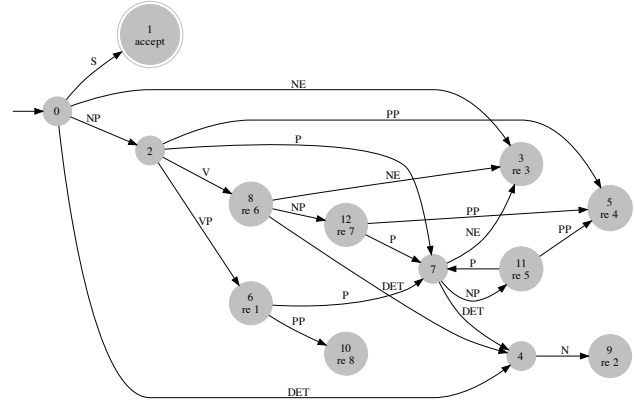 1
accept
S
NE
0
NP
PP
P
2
3
re 3
V
NE
8
re 6
NP
5
re 4
PP
12
re 7
VP
P
NE
PP
7
P
11
re 5
DET
NP
6
re 1
P
DET
PP
10
re 8
4
N
9
re 2
DET